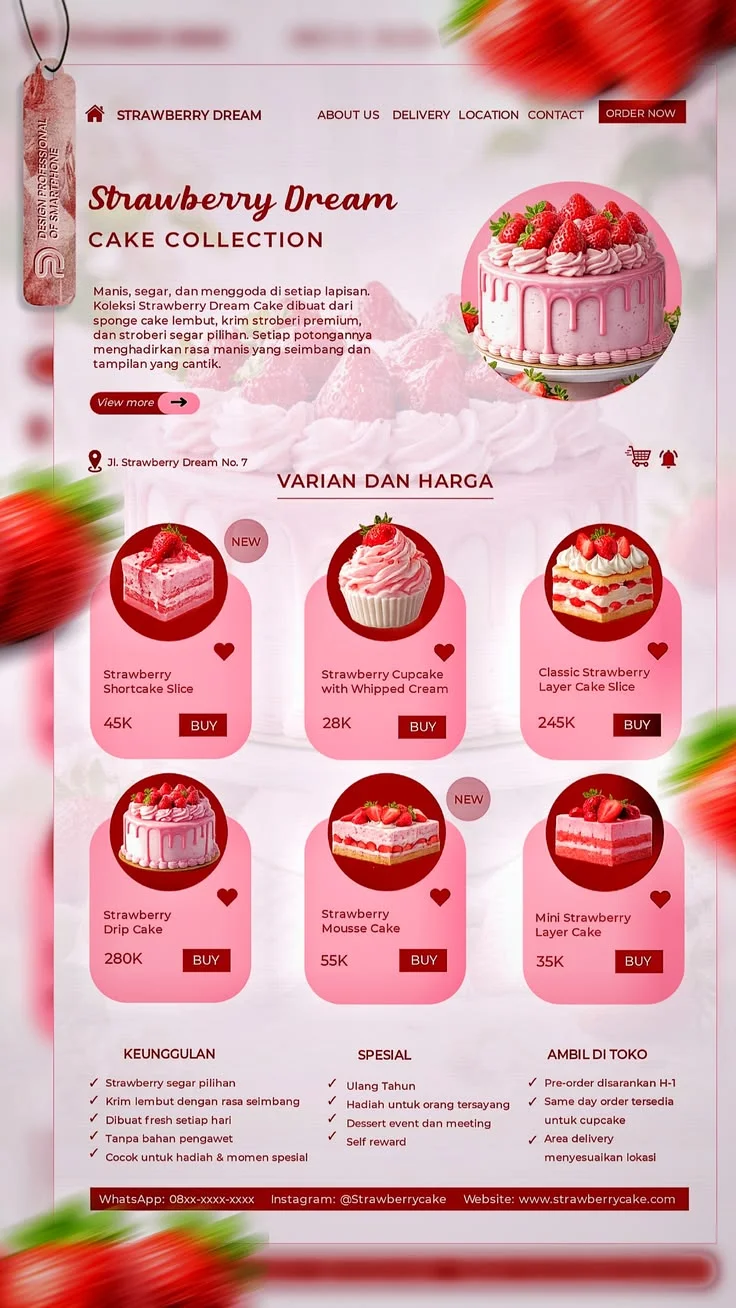 DESIGN PROFESSIONAL
OF SMARTPHONE
STRAWBERRY DREAM
ABOUT US DELIVERY LOCATION CONTACT ORDER NOW
Strawberry Dream
CAKE COLLECTION
Manis, segar, dan menggoda di setiap lapisan.
Koleksi Strawberry Dream Cake dibuat dari
sponge cake lembut, krim stroberi premium,
dan stroberi segar pilihan. Setiap potongannya
menghadirkan rasa manis yang seimbang dan
tampilan yang cantik.
View more
Jl. Strawberry Dream No. 7
VARIAN DAN HARGA
NEW
Strawberry
Shortcake Slice
45K BUY
Strawberry Cupcake
with Whipped Cream
28K BUY
Classic Strawberry
Layer Cake Slice
245K BUY
Strawberry
Drip Cake
280K BUY
NEW
Strawberry
Mousse Cake
55K BUY
Mini Strawberry
Layer Cake
35K BUY
KEUNGGULAN
✓ Strawberry segar pilihan
✓ Krim lembut dengan rasa seimbang
✓ Dibuat fresh setiap hari
✓ Tanpa bahan pengawet
✓ Cocok untuk hadiah & momen spesial
SPESIAL
✓ Ulang Tahun
✓ Hadiah untuk orang tersayang
✓ Dessert event dan meeting
✓ Self reward
AMBIL DI TOKO
✓ Pre-order disarankan H-1
✓ Same day order tersedia
untuk cupcake
✓ Area delivery
menyesuaikan lokasi
WhatsApp: 08xx-xxxx-xxxx Instagram: @Strawberrycake Website: www.strawberrycake.com